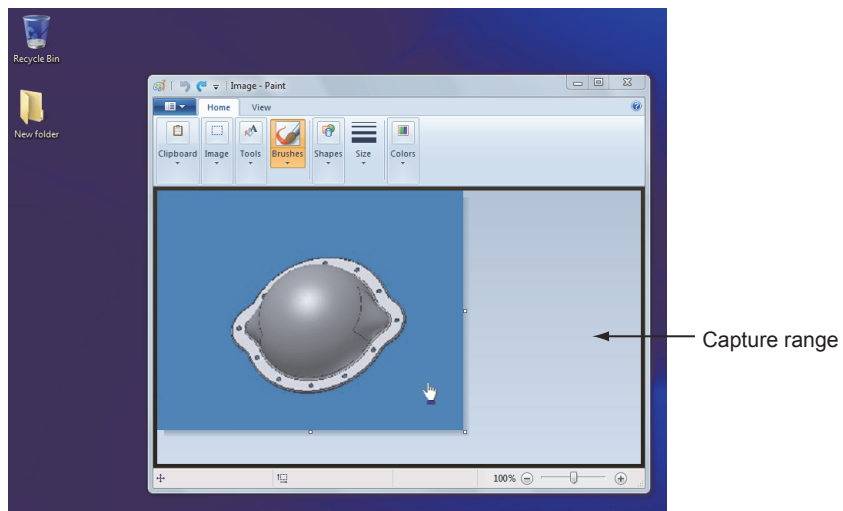 Recycle Bin
New folder
Image - Paint
Home View
Clipboard Image Tools Brushes Shapes Size Colors
Capture range
100%